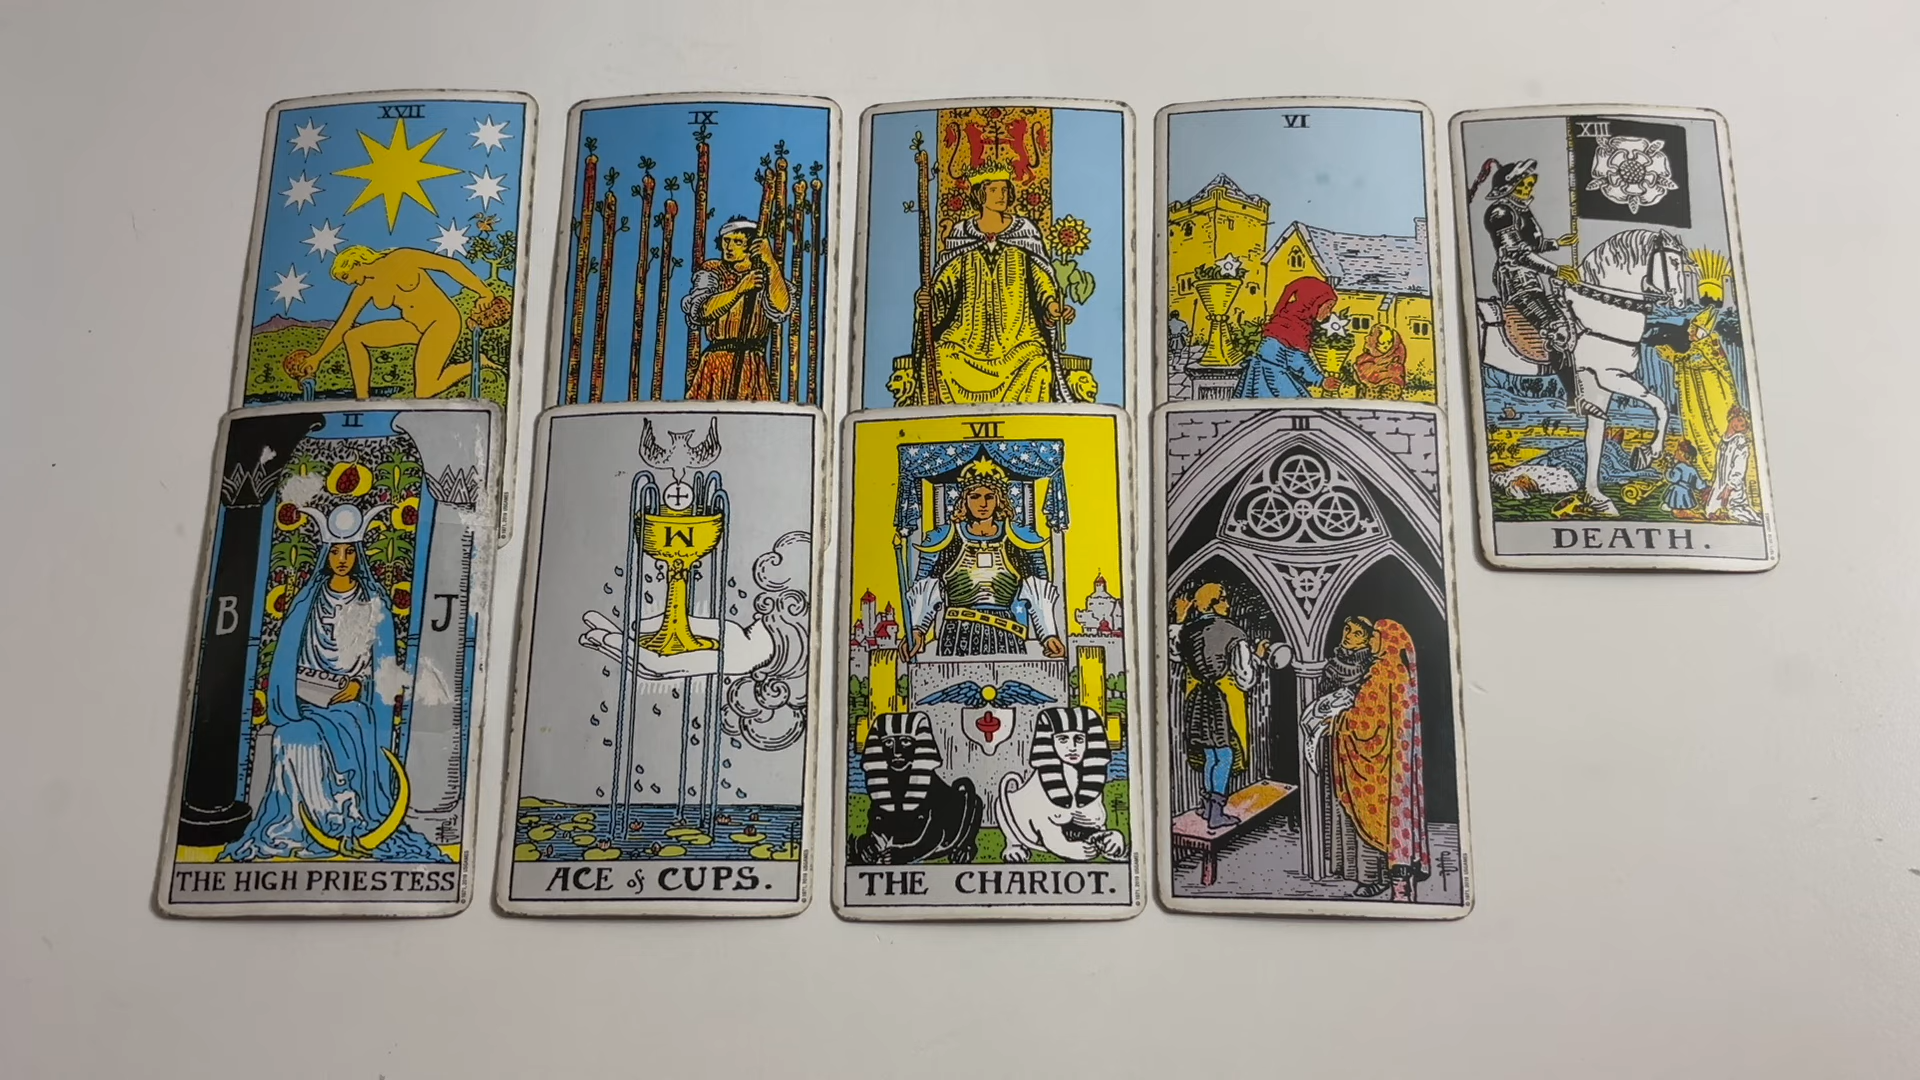 XVII
IX
VI
XIII
DEATH.
II
B
J
TORA
THE HIGH PRIESTESS
W
ACE of CUPS.
VII
THE CHARIOT.
III